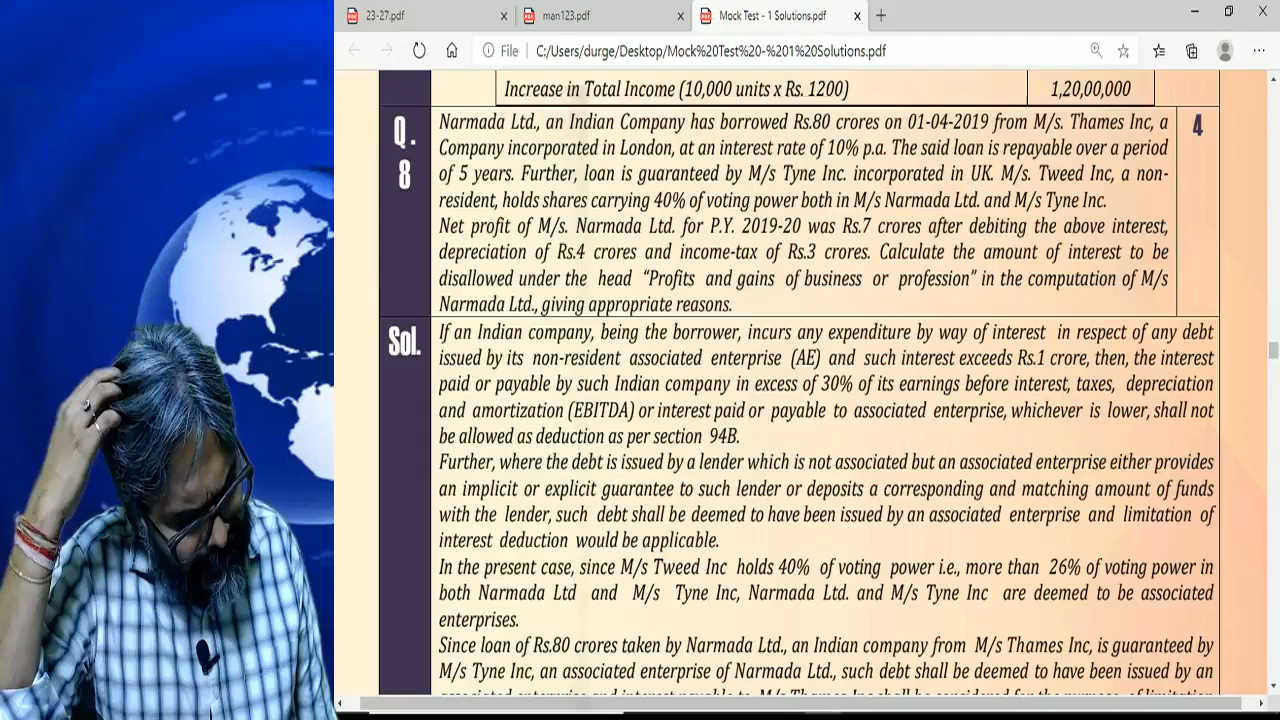 23-27.pdf
man123.pdf
Mock Test - 1 Solutions.pdf
File
C:/Users/durge/Desktop/Mock%20Test%20-%201%20Solutions.pdf
Increase in Total Income (10,000 units x Rs. 1200)
1,20,00,000
Q.
8
Narmada Ltd., an Indian Company has borrowed Rs.80 crores on 01-04-2019 from M/s. Thames Inc, a
Company incorporated in London, at an interest rate of 10% p.a. The said loan is repayable over a period
of 5 years. Further, loan is guaranteed by M/s Tyne Inc. incorporated in UK. M/s. Tweed Inc, a non-
resident, holds shares carrying 40% of voting power both in M/s Narmada Ltd. and M/s Tyne Inc.
Net profit of M/s. Narmada Ltd. for P.Y. 2019-20 was Rs.7 crores after debiting the above interest,
depreciation of Rs.4 crores and income-tax of Rs.3 crores. Calculate the amount of interest to be
disallowed under the head “Profits and gains of business or profession” in the computation of M/s
Narmada Ltd., giving appropriate reasons.
4
Sol.
If an Indian company, being the borrower, incurs any expenditure by way of interest in respect of any debt
issued by its non-resident associated enterprise (AE) and such interest exceeds Rs.1 crore, then, the interest
paid or payable by such Indian company in excess of 30% of its earnings before interest, taxes, depreciation
and amortization (EBITDA) or interest paid or payable to associated enterprise, whichever is lower, shall not
be allowed as deduction as per section 94B.
Further, where the debt is issued by a lender which is not associated but an associated enterprise either provides
an implicit or explicit guarantee to such lender or deposits a corresponding and matching amount of funds
with the lender, such debt shall be deemed to have been issued by an associated enterprise and limitation of
interest deduction would be applicable.
In the present case, since M/s Tweed Inc holds 40% of voting power i.e., more than 26% of voting power in
both Narmada Ltd and M/s Tyne Inc, Narmada Ltd. and M/s Tyne Inc are deemed to be associated
enterprises.
Since loan of Rs.80 crores taken by Narmada Ltd., an Indian company from M/s Thames Inc, is guaranteed by
M/s Tyne Inc, an associated enterprise of Narmada Ltd., such debt shall be deemed to have been issued by an
associated enterprise and interest payable to M/s Thames Inc shall be considered for the purpose of limitation